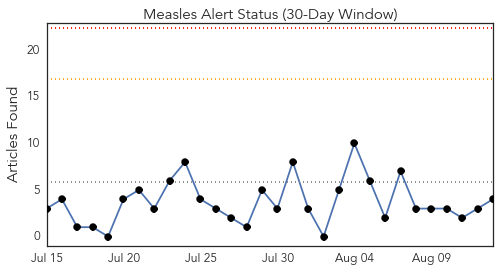 Measles Alert Status (30-Day Window)
Articles Found
20
15
10
5
0
Jul 15 Jul 20 Jul 25 Jul 30 Aug 04 Aug 09